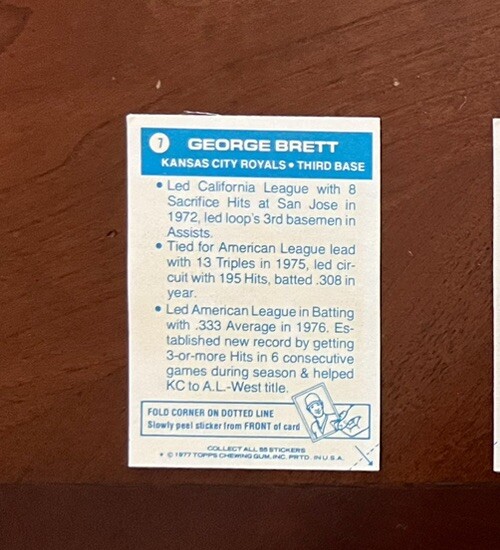 7 GEORGE BRETT
KANSAS CITY ROYALS • THIRD BASE
• Led California League with 8
Sacrifice Hits at San Jose in
1972, led loop's 3rd basemen in
Assists.
• Tied for American League lead
with 13 Triples in 1975, led cir-
cuit with 195 Hits, batted .308 in
year.
• Led American League in Batting
with .333 Average in 1976. Es-
tablished new record by getting
3-or-more Hits in 6 consecutive
games during season & helped
KC to A.L.-West title.
FOLD CORNER ON DOTTED LINE
Slowly peel sticker from FRONT of card
COLLECT ALL 55 STICKERS
* © 1977 TOPPS CHEWING GUM, INC. PRTD. IN U.S.A.